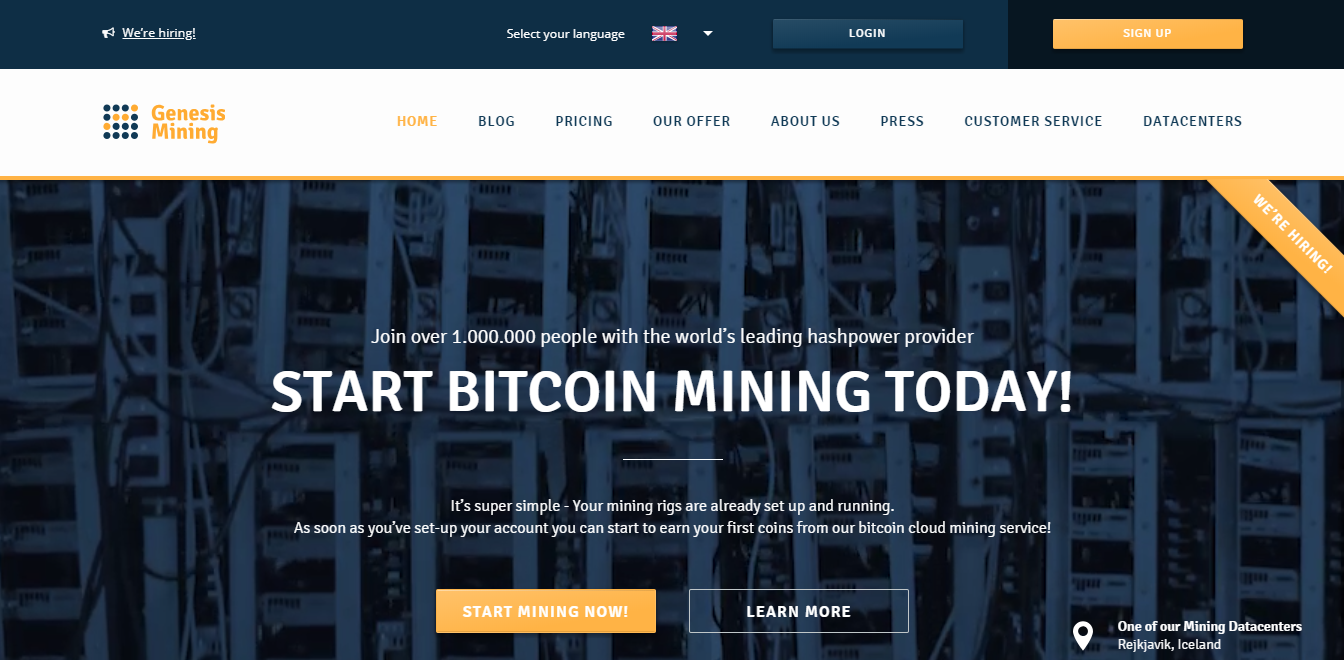 We're hiring!
Select your language
LOGIN
SIGN UP
Genesis
Mining
HOME
BLOG
PRICING
OUR OFFER
ABOUT US
PRESS
CUSTOMER SERVICE
DATACENTERS
WE'RE HIRING!
Join over 1.000.000 people with the world's leading hashpower provider
START BITCOIN MINING TODAY!
It's super simple - Your mining rigs are already set up and running.
As soon as you've set-up your account you can start to earn your first coins from our bitcoin cloud mining service!
START MINING NOW!
LEARN MORE
One of our Mining Datacenters
Rejkjavik, Iceland